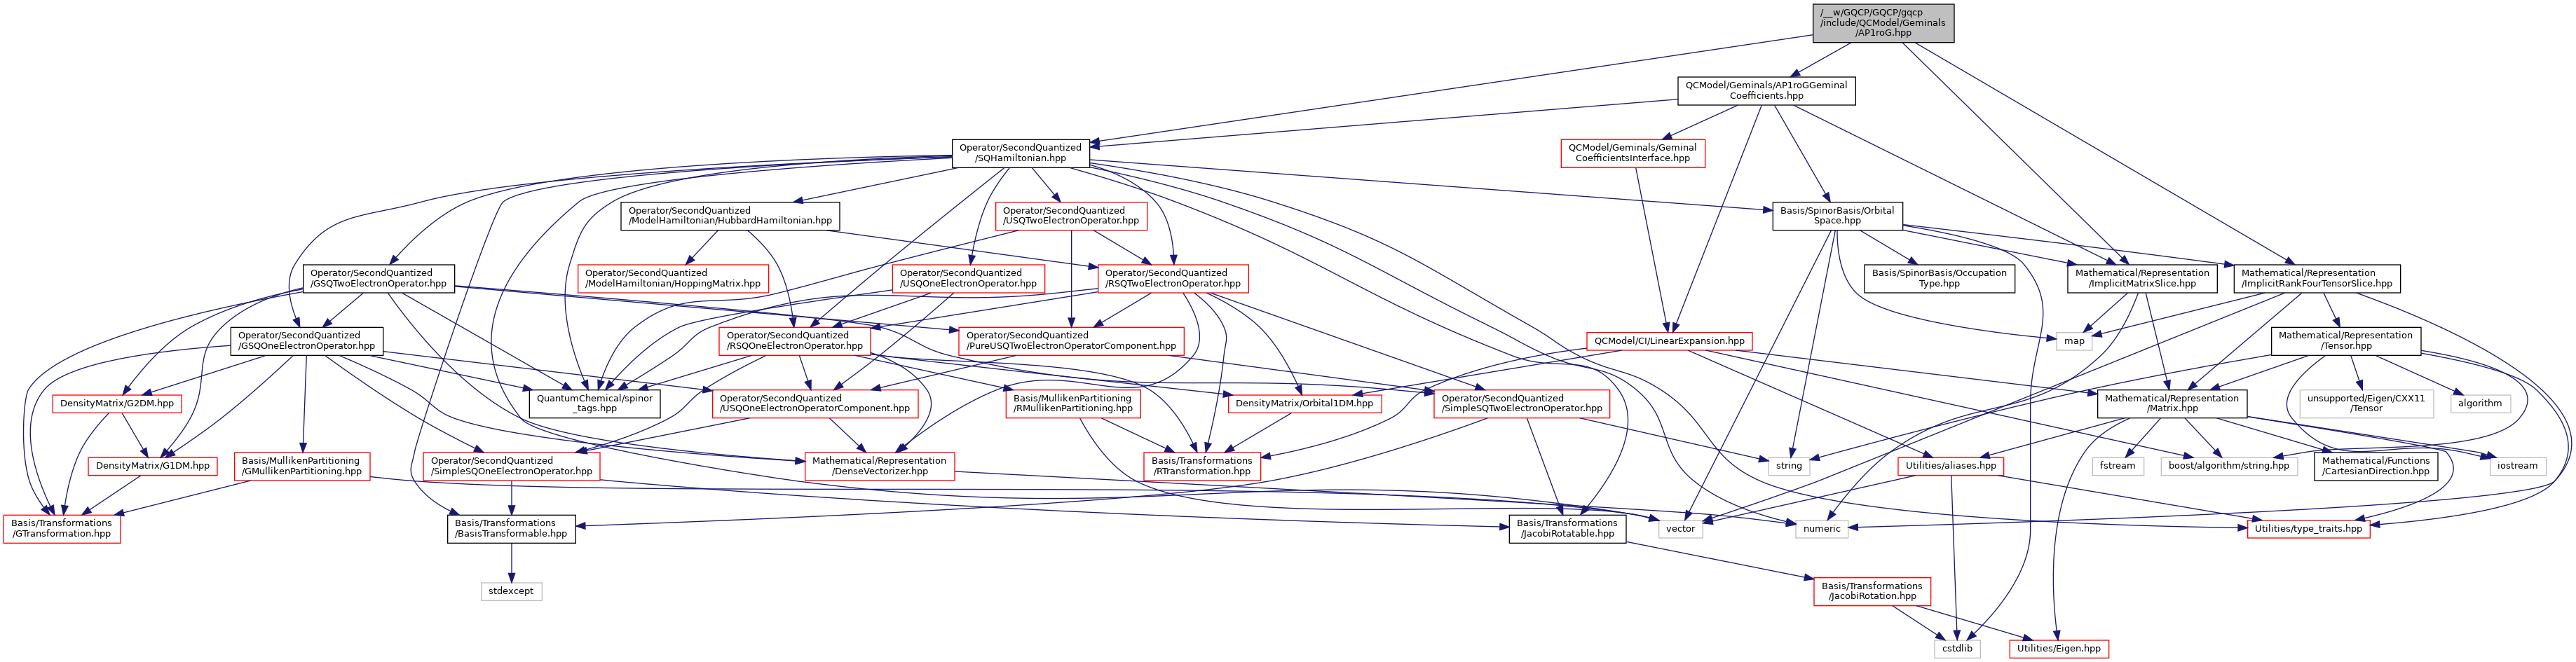 /__w/GQCP/GQCP/gqcp
/include/QCModel/Geminals
/AP1roG.hpp
QCModel/Geminals/AP1roGGeminal
Coefficients.hpp
Operator/SecondQuantized
/SQHamiltonian.hpp
QCModel/Geminals/Geminal
CoefficientsInterface.hpp
Operator/SecondQuantized
/ModelHamiltonian/HubbardHamiltonian.hpp
Operator/SecondQuantized
/USQTwoElectronOperator.hpp
Basis/SpinorBasis/Orbital
Space.hpp
Operator/SecondQuantized
/GSQTwoElectronOperator.hpp
Operator/SecondQuantized
/ModelHamiltonian/HoppingMatrix.hpp
Operator/SecondQuantized
/USQOneElectronOperator.hpp
Operator/SecondQuantized
/RSQTwoElectronOperator.hpp
Basis/SpinorBasis/Occupation
Type.hpp
Mathematical/Representation
/ImplicitMatrixSlice.hpp
Mathematical/Representation
/ImplicitRankFourTensorSlice.hpp
Operator/SecondQuantized
/GSQOneElectronOperator.hpp
Operator/SecondQuantized
/RSQOneElectronOperator.hpp
Operator/SecondQuantized
/PureUSQTwoElectronOperatorComponent.hpp
QCModel/CI/LinearExpansion.hpp
map
Mathematical/Representation
/Tensor.hpp
DensityMatrix/G2DM.hpp
QuantumChemical/spinor
_tags.hpp
Operator/SecondQuantized
/USQOneElectronOperatorComponent.hpp
Basis/MullikenPartitioning
/RMullikenPartitioning.hpp
DensityMatrix/Orbital1DM.hpp
Operator/SecondQuantized
/SimpleSQTwoElectronOperator.hpp
Mathematical/Representation
/Matrix.hpp
unsupported/Eigen/CXX11
/Tensor
algorithm
DensityMatrix/G1DM.hpp
Basis/MullikenPartitioning
/GMullikenPartitioning.hpp
Operator/SecondQuantized
/SimpleSQOneElectronOperator.hpp
Mathematical/Representation
/DenseVectorizer.hpp
Basis/Transformations
/RTransformation.hpp
string
Utilities/aliases.hpp
fstream
boost/algorithm/string.hpp
Mathematical/Functions
/CartesianDirection.hpp
iostream
Basis/Transformations
/GTransformation.hpp
Basis/Transformations
/BasisTransformable.hpp
Basis/Transformations
/JacobiRotatable.hpp
vector
numeric
Utilities/type_traits.hpp
stdexcept
Basis/Transformations
/JacobiRotation.hpp
cstdlib
Utilities/Eigen.hpp